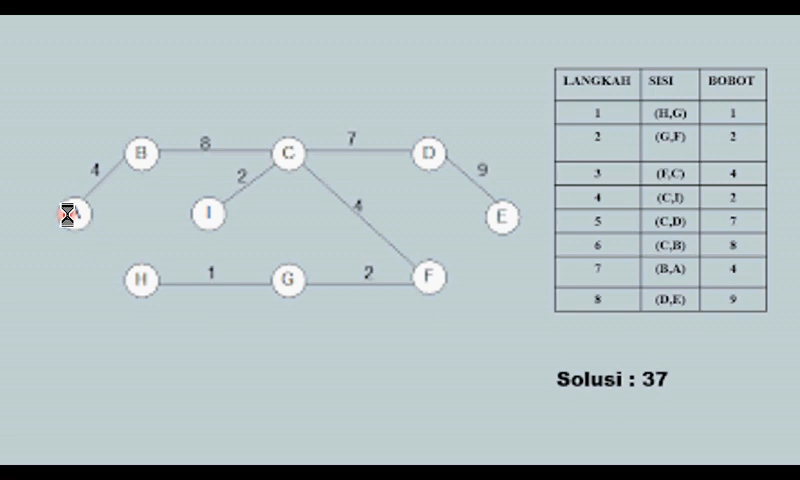 B 8 C 7 D
4 2 9
A I 4 E
H 1 G 2 F
LANGKAH SISI BOBOT
1 (H,G) 1
2 (G,F) 2
3 (F,C) 4
4 (C,I) 2
5 (C,D) 7
6 (C,B) 8
7 (B,A) 4
8 (D,E) 9
Solusi : 37